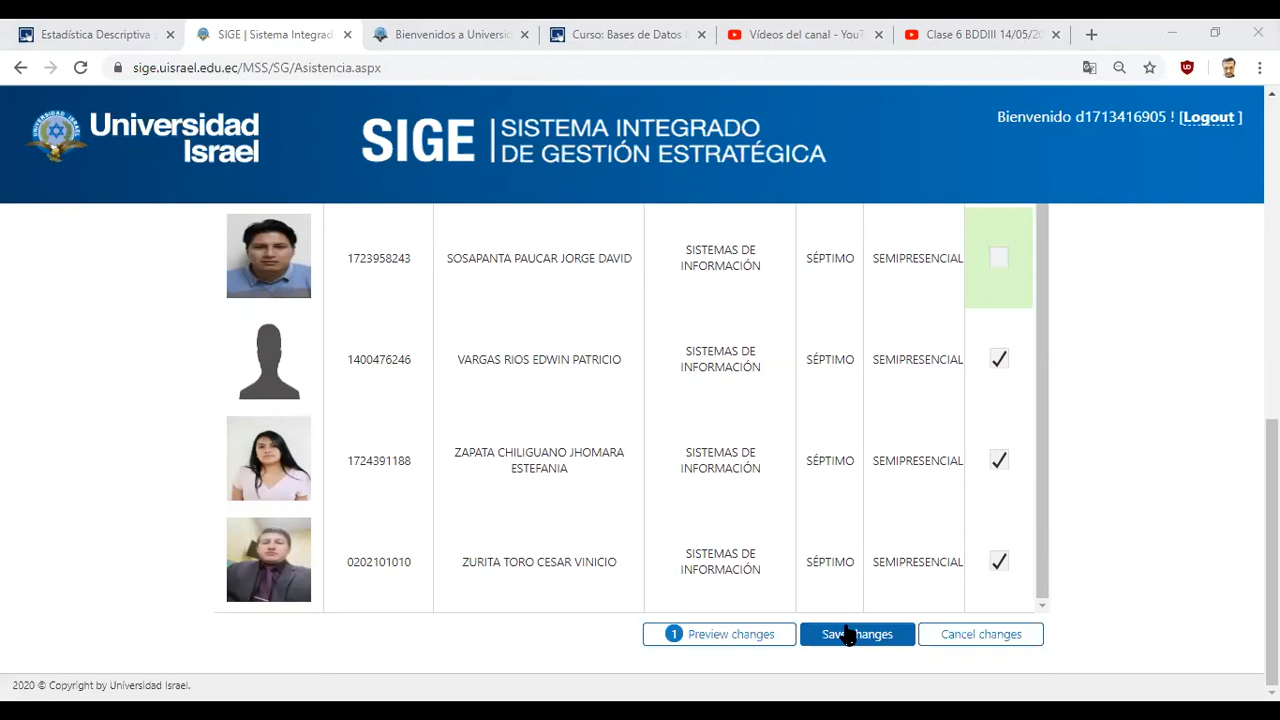 Estadística Descriptiva
SIGE | Sistema Integrad
Bienvenidos a Universi
Curso: Bases de Datos
Vídeos del canal - You
Clase 6 BDDIII 14/05/20
sige.uisrael.edu.ec/MSS/SG/Asistencia.aspx
Universidad
Israel
SIGE
SISTEMA INTEGRADO
DE GESTIÓN ESTRATÉGICA
Bienvenido d1713416905 ! [Logout ]
1723958243 SOSAPANTA PAUCAR JORGE DAVID SISTEMAS DE SÉPTIMO SEMIPRESENCIAL
INFORMACIÓN
1400476246 VARGAS RIOS EDWIN PATRICIO SISTEMAS DE SÉPTIMO SEMIPRESENCIAL
INFORMACIÓN
1724391188 ZAPATA CHILIGUANO JHOMARA SISTEMAS DE SÉPTIMO SEMIPRESENCIAL
ESTEFANIA INFORMACIÓN
0202101010 ZURITA TORO CESAR VINICIO SISTEMAS DE SÉPTIMO SEMIPRESENCIAL
INFORMACIÓN
1 Preview changes
Save changes
Cancel changes
2020 © Copyright by Universidad Israel.